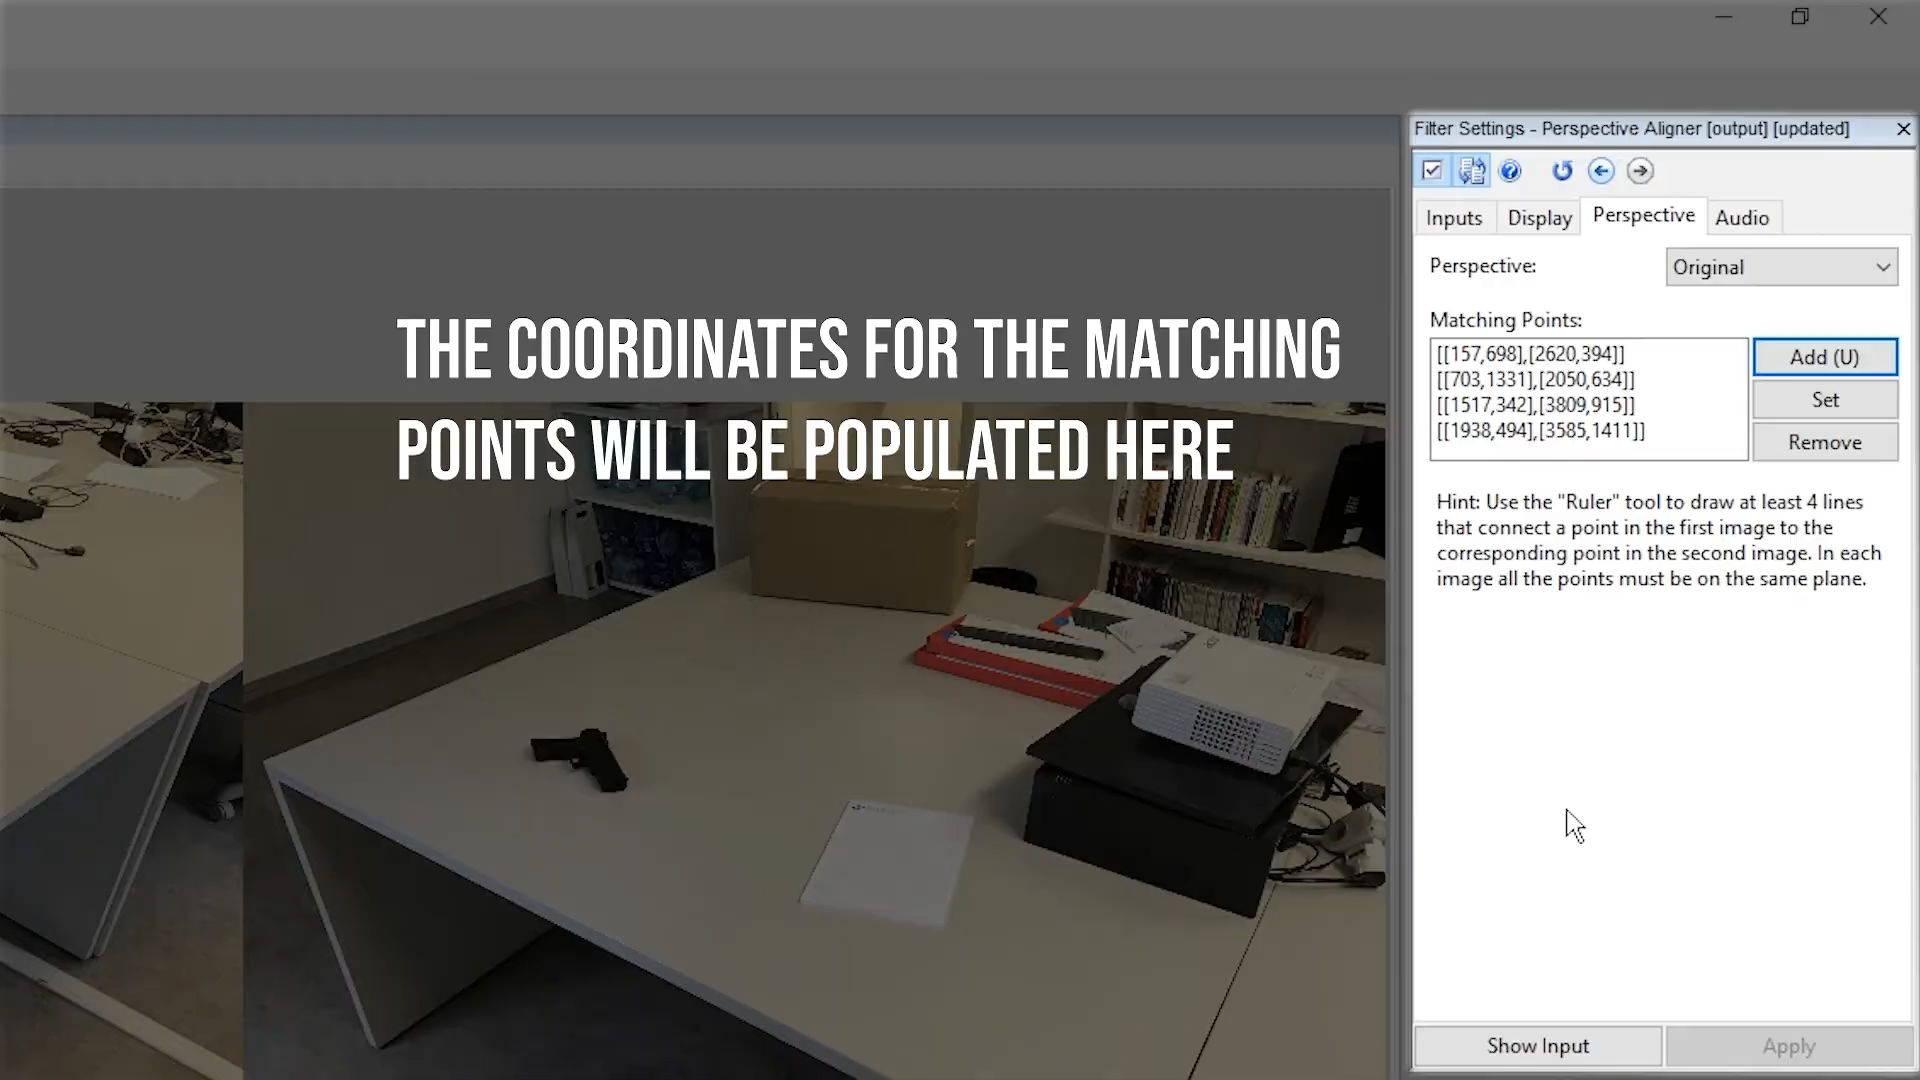 Filter Settings - Perspective Aligner [output] [updated]
Inputs Display Perspective Audio
Perspective: Original
THE COORDINATES FOR THE MATCHING
POINTS WILL BE POPULATED HERE
Matching Points:
[[157,698],[2620,394]]
[[703,1331],[2050,634]]
[[1517,342],[3809,915]]
[[1938,494],[3585,1411]]
Add (U)
Set
Remove
Hint: Use the "Ruler" tool to draw at least 4 lines
that connect a point in the first image to the
corresponding point in the second image. In each
image all the points must be on the same plane.
Show Input Apply